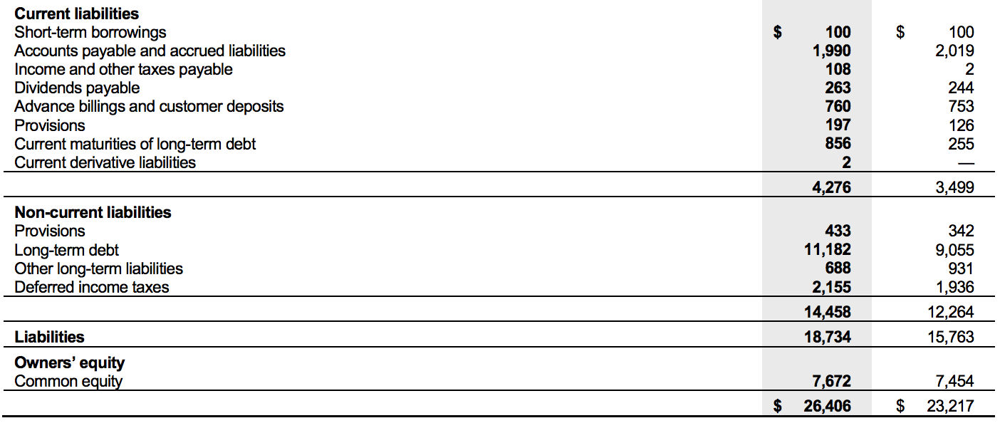 Current liabilities
Short-term borrowings $ 100 $ 100
Accounts payable and accrued liabilities 1,990 2,019
Income and other taxes payable 108 2
Dividends payable 263 244
Advance billings and customer deposits 760 753
Provisions 197 126
Current maturities of long-term debt 856 255
Current derivative liabilities 2 —
4,276 3,499
Non-current liabilities
Provisions 433 342
Long-term debt 11,182 9,055
Other long-term liabilities 688 931
Deferred income taxes 2,155 1,936
14,458 12,264
Liabilities 18,734 15,763
Owners’ equity
Common equity 7,672 7,454
$ 26,406 $ 23,217